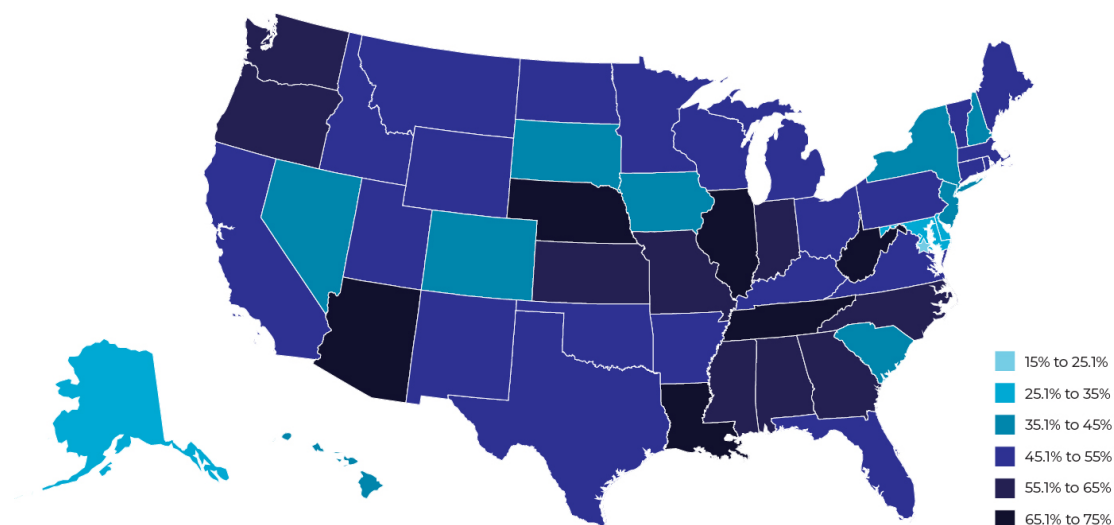 15% to 25.1%
25.1% to 35%
35.1% to 45%
45.1% to 55%
55.1% to 65%
65.1% to 75%